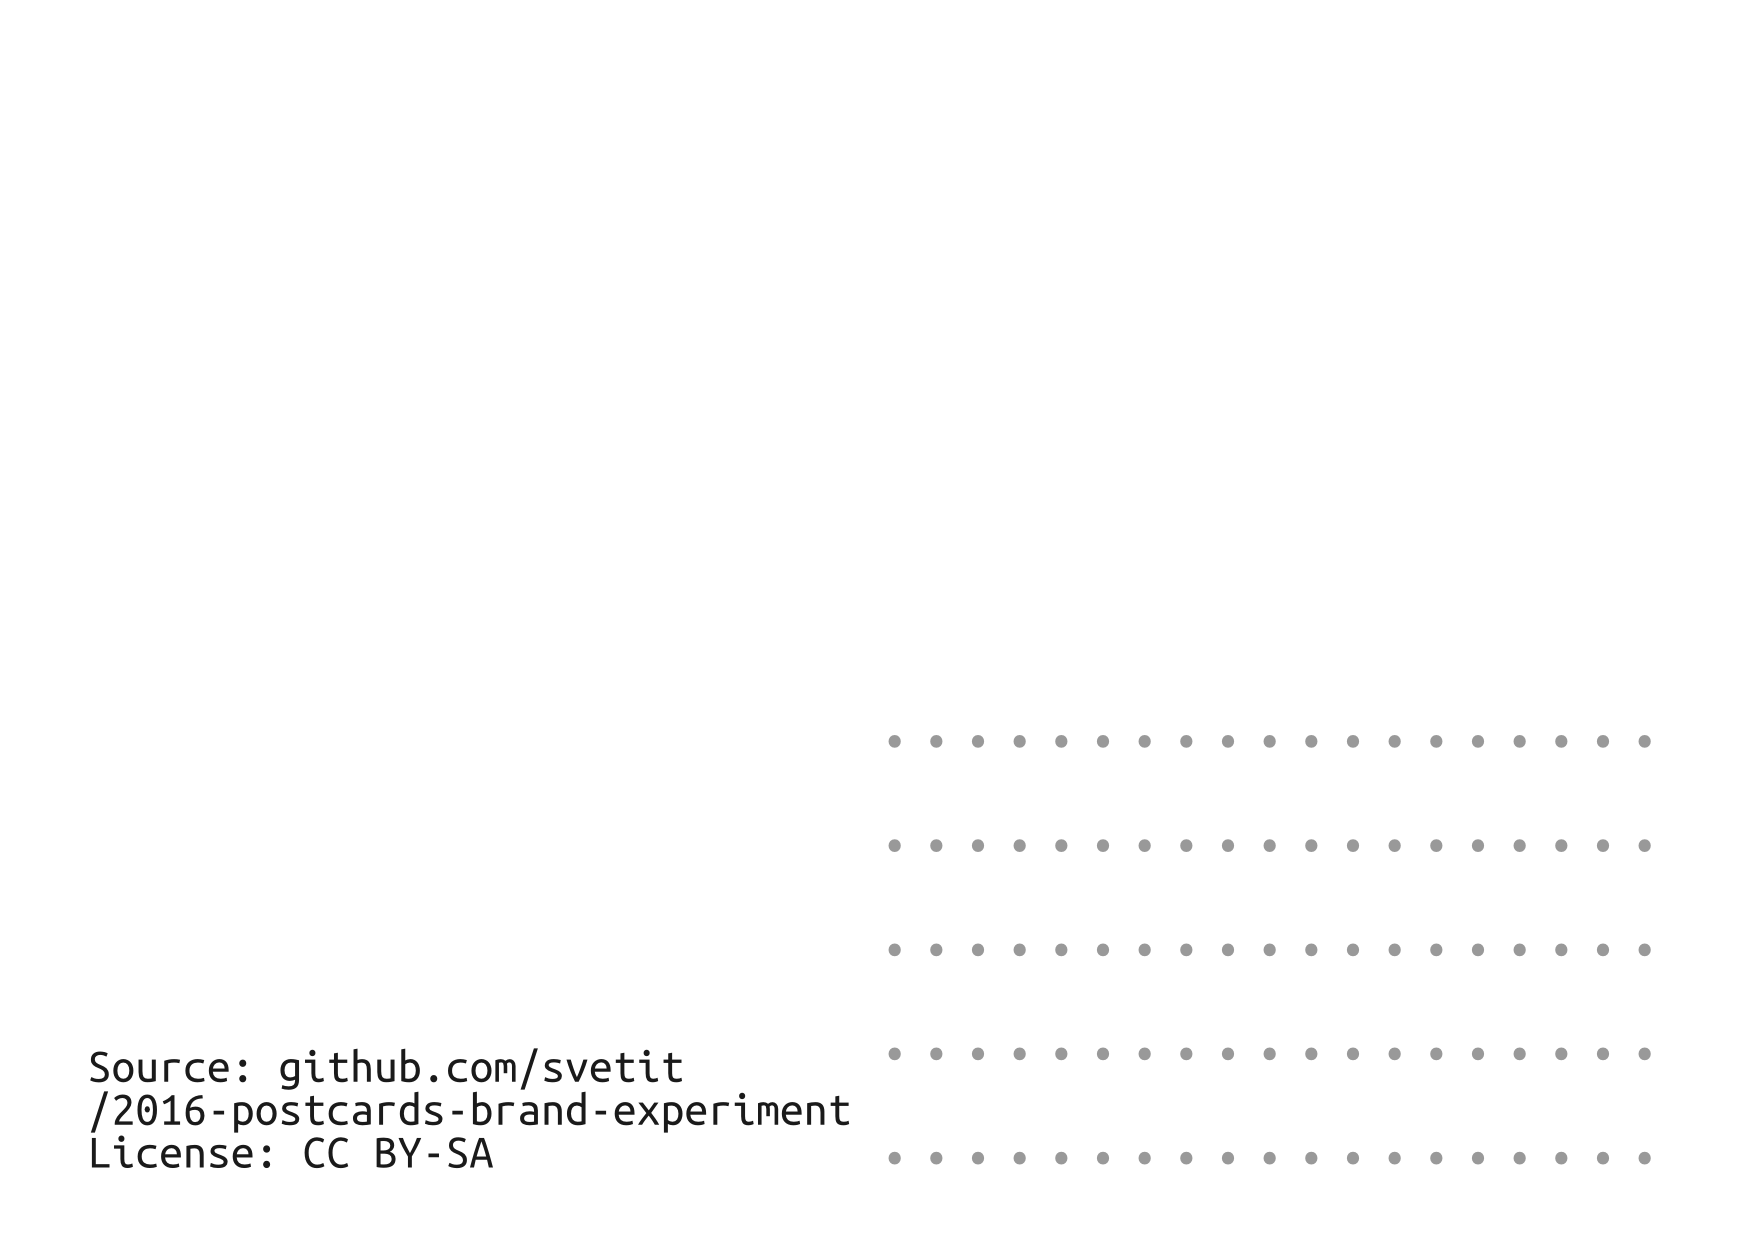 Source: github.com/svetit
/2016-postcards-brand-experiment
License: CC BY-SA